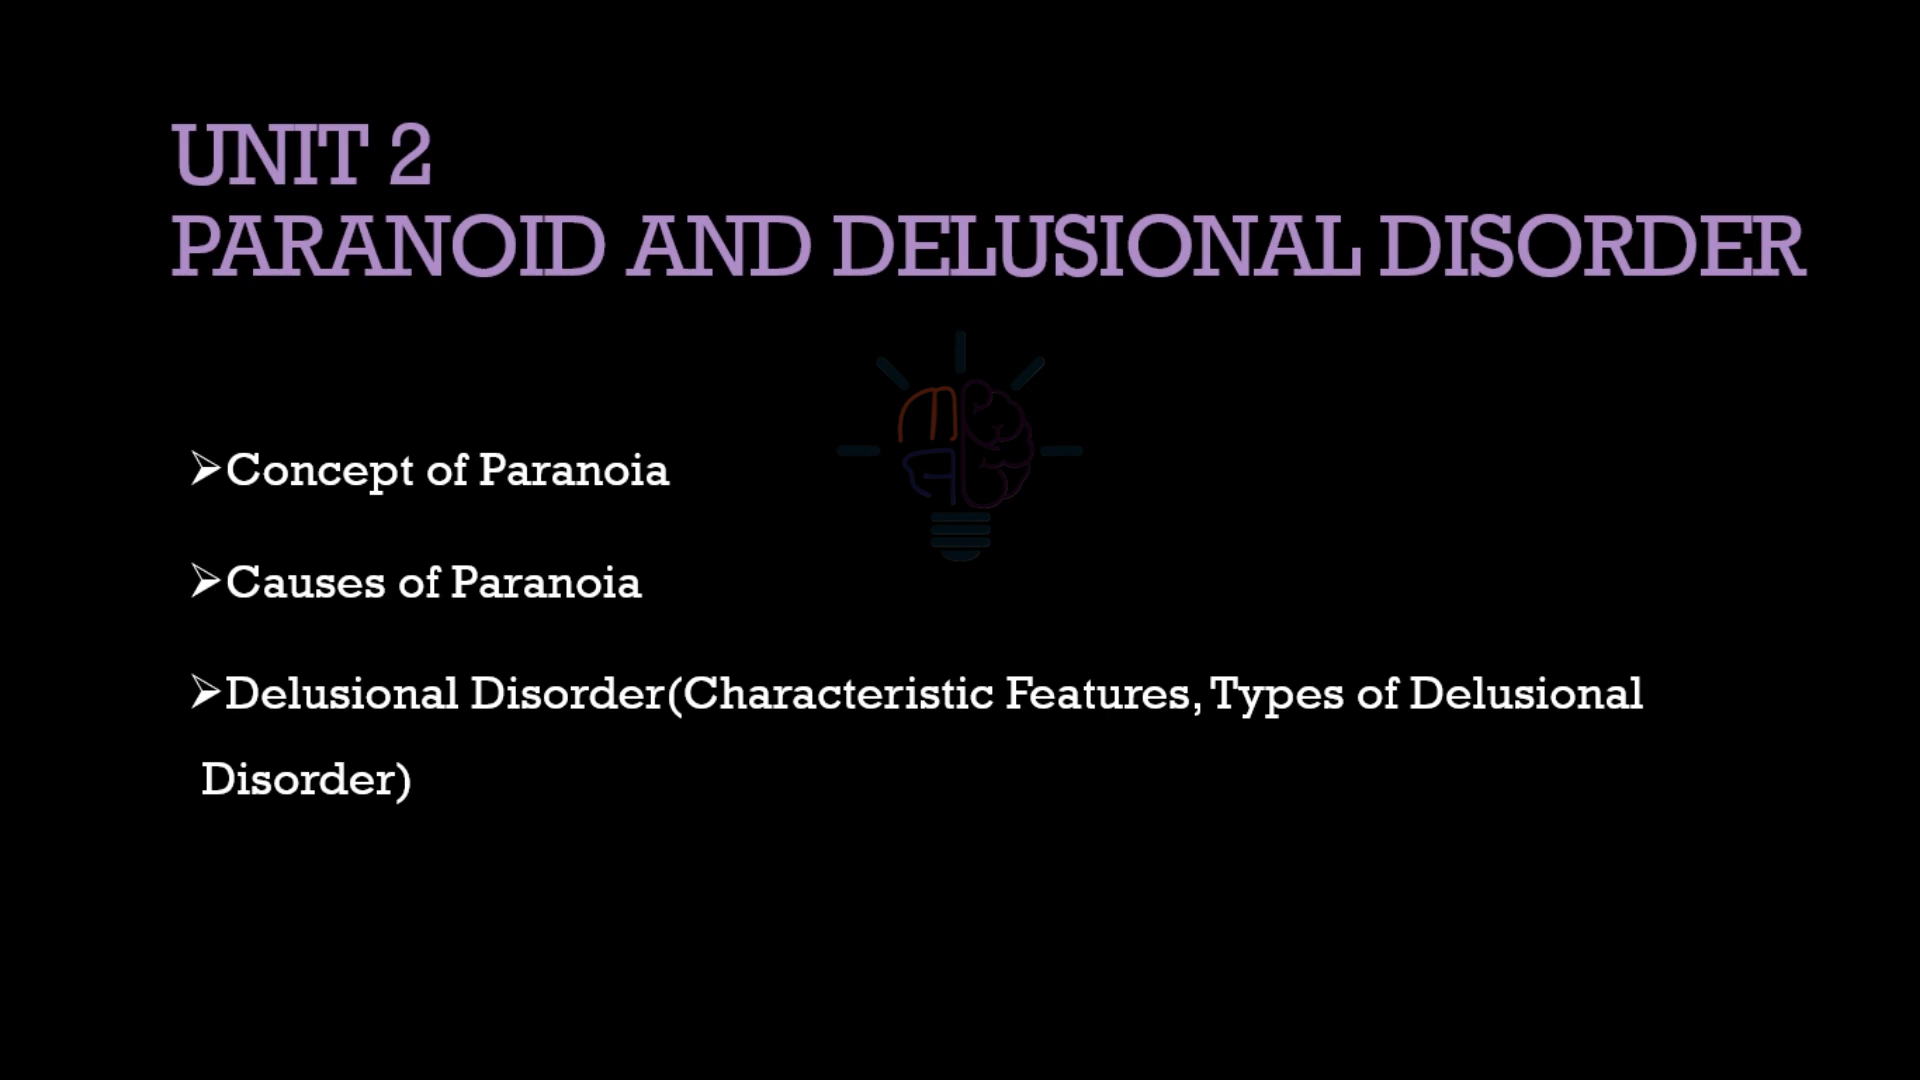 UNIT 2
PARANOID AND DELUSIONAL DISORDER
➢Concept of Paranoia
➢Causes of Paranoia
➢Delusional Disorder(Characteristic Features,Types of Delusional
Disorder)